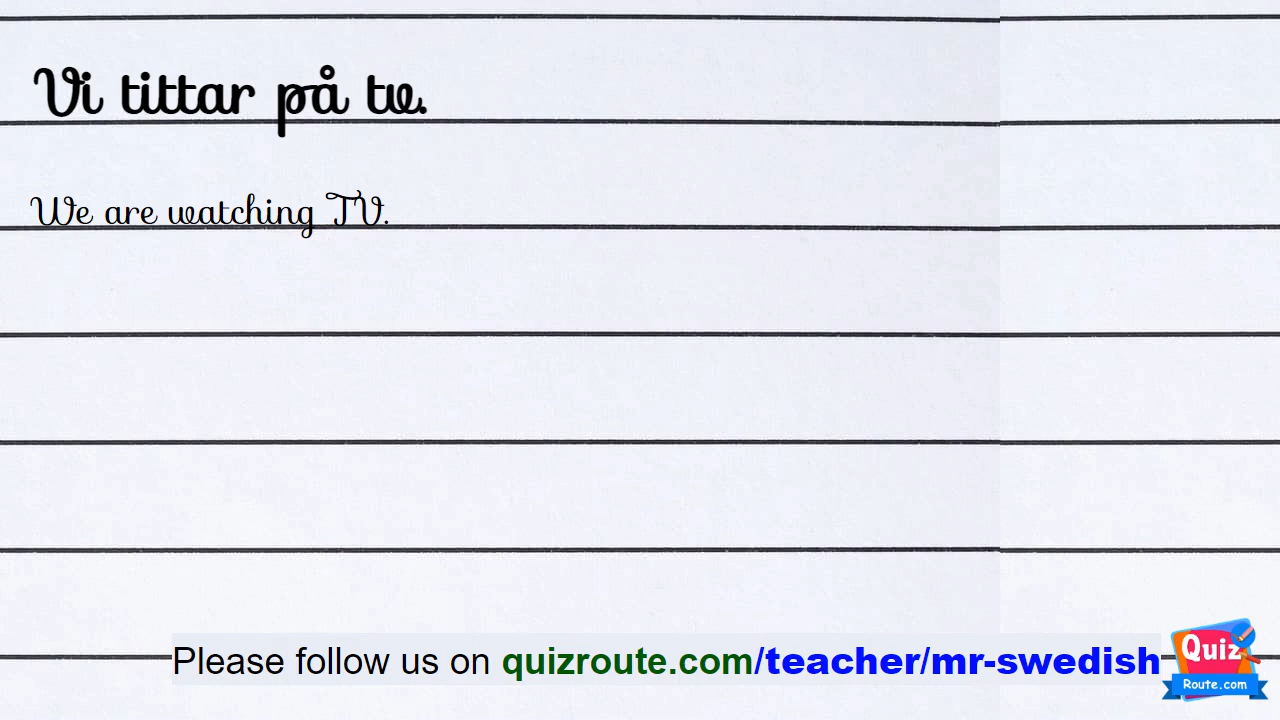 Vi tittar på tv.
We are watching TV.
Please follow us on quizroute.com/teacher/mr-swedish
Quiz
Route.com